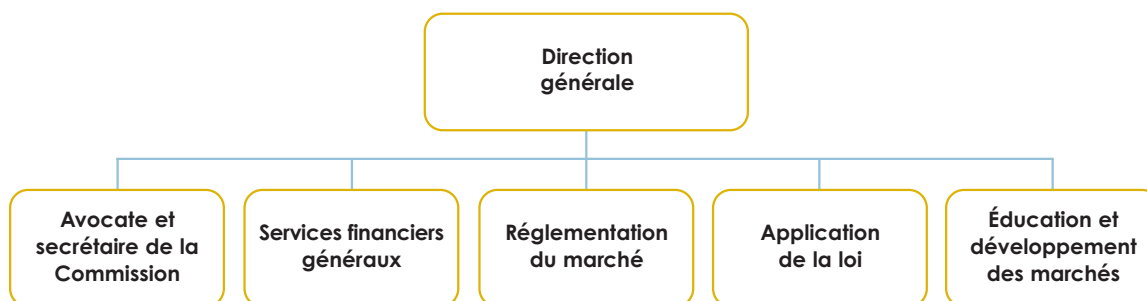 Direction
générale
Avocate et
secrétaire de la
Commission
Services financiers
généraux
Réglementation
du marché
Application
de la loi
Éducation et
développement
des marchés